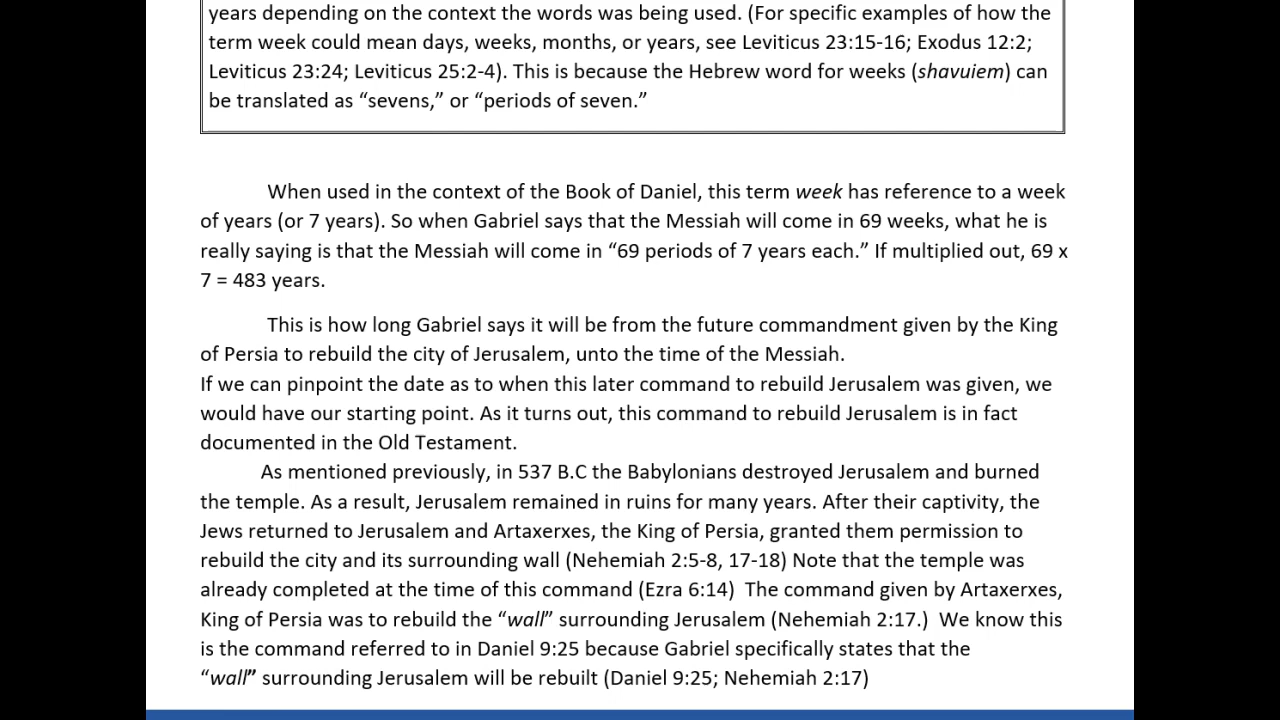 years depending on the context the words was being used. (For specific examples of how the
term week could mean days, weeks, months, or years, see Leviticus 23:15-16; Exodus 12:2;
Leviticus 23:24; Leviticus 25:2-4). This is because the Hebrew word for weeks (shavuiem) can
be translated as “sevens,” or “periods of seven.”
When used in the context of the Book of Daniel, this term week has reference to a week
of years (or 7 years). So when Gabriel says that the Messiah will come in 69 weeks, what he is
really saying is that the Messiah will come in “69 periods of 7 years each.” If multiplied out, 69 x
7 = 483 years.
This is how long Gabriel says it will be from the future commandment given by the King
of Persia to rebuild the city of Jerusalem, unto the time of the Messiah.
If we can pinpoint the date as to when this later command to rebuild Jerusalem was given, we
would have our starting point. As it turns out, this command to rebuild Jerusalem is in fact
documented in the Old Testament.
As mentioned previously, in 537 B.C the Babylonians destroyed Jerusalem and burned
the temple. As a result, Jerusalem remained in ruins for many years. After their captivity, the
Jews returned to Jerusalem and Artaxerxes, the King of Persia, granted them permission to
rebuild the city and its surrounding wall (Nehemiah 2:5-8, 17-18) Note that the temple was
already completed at the time of this command (Ezra 6:14)  The command given by Artaxerxes,
King of Persia was to rebuild the “wall” surrounding Jerusalem (Nehemiah 2:17.)  We know this
is the command referred to in Daniel 9:25 because Gabriel specifically states that the
“wall” surrounding Jerusalem will be rebuilt (Daniel 9:25; Nehemiah 2:17)